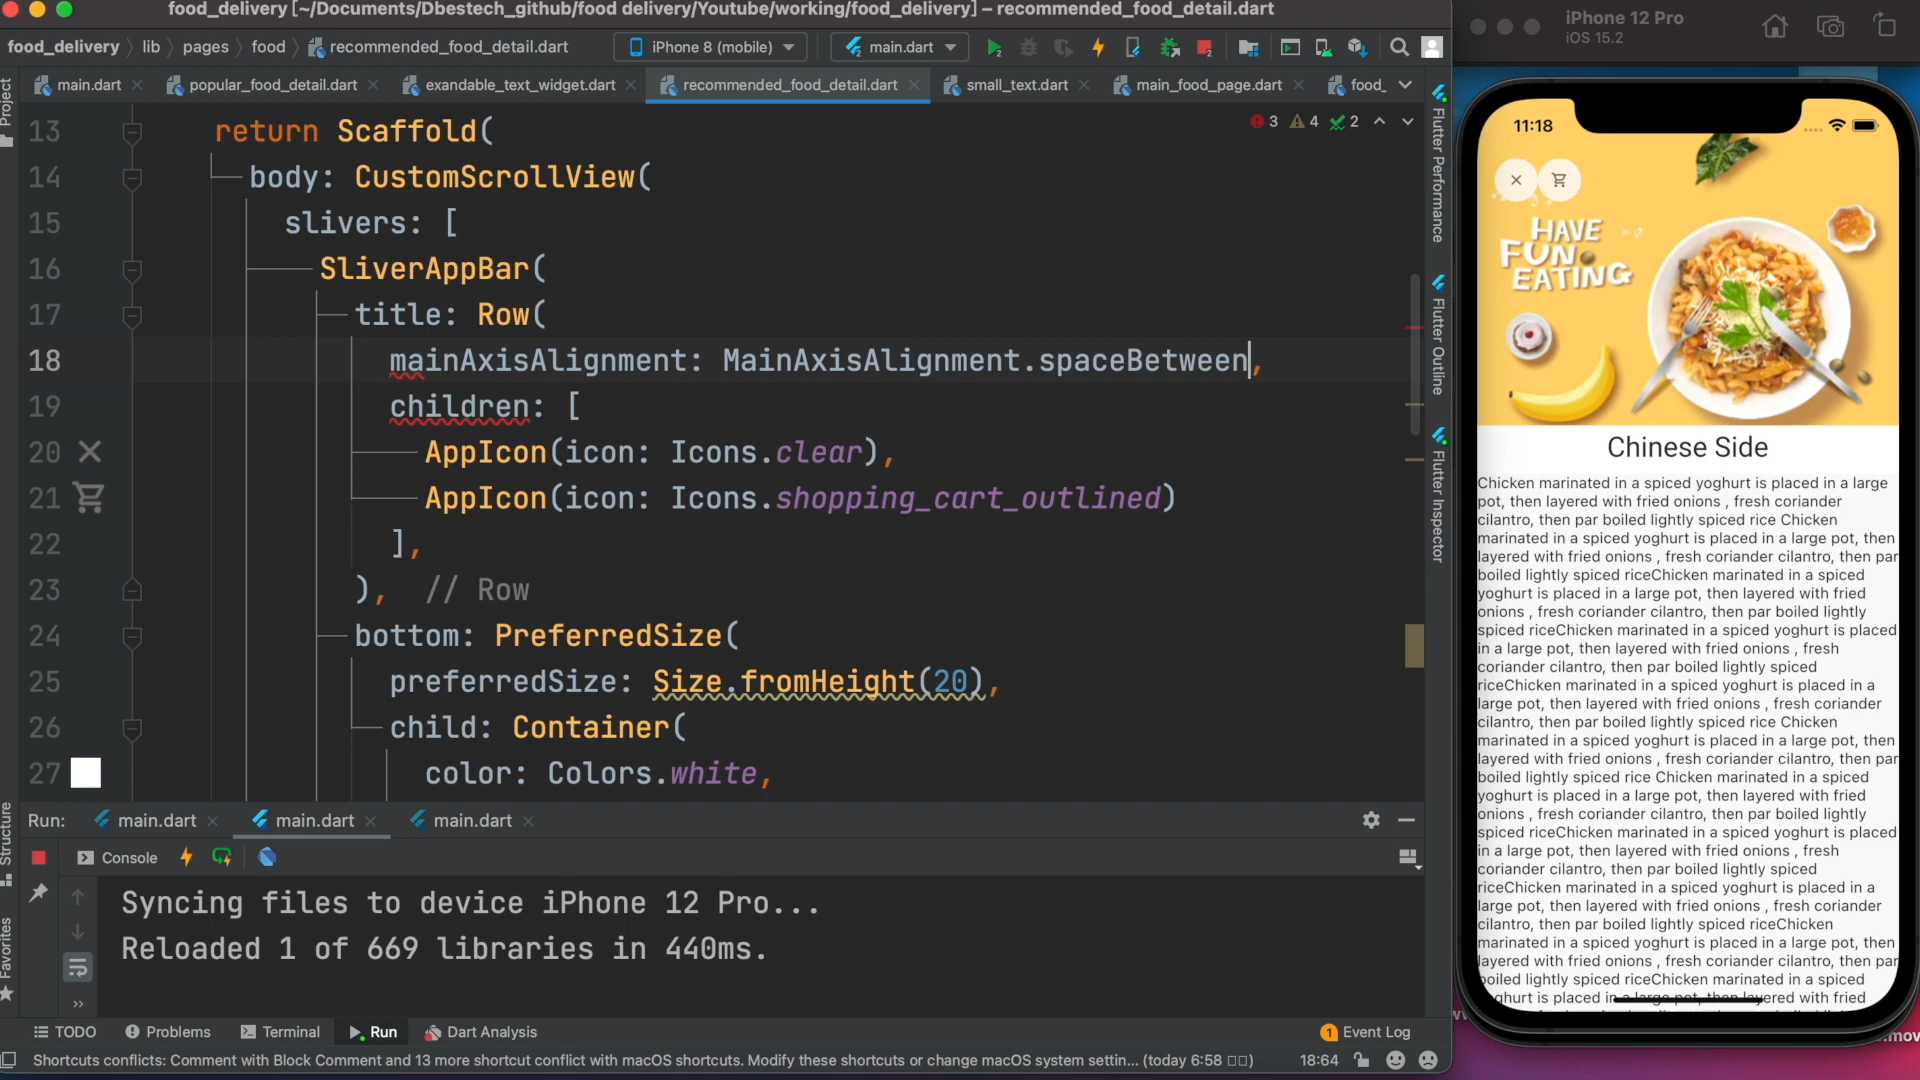 food_delivery [~/Documents/Dbestech_github/food delivery/Youtube/working/food_delivery] – recommended_food_detail.dart
food_delivery lib pages food recommended_food_detail.dart iPhone 8 (mobile) main.dart
main.dart popular_food_detail.dart exandable_text_widget.dart recommended_food_detail.dart small_text.dart main_food_page.dart food_
3 4 2
13 return Scaffold(
14 body: CustomScrollView(
15 slivers: [
16 SliverAppBar(
17 title: Row(
18 mainAxisAlignment: MainAxisAlignment.spaceBetween,
19 children: [
20 AppIcon(icon: Icons.clear),
21 AppIcon(icon: Icons.shopping_cart_outlined)
22 ],
23 ), // Row
24 bottom: PreferredSize(
25 preferredSize: Size.fromHeight(20),
26 child: Container(
27 color: Colors.white,
Project
Structure
Favorites
Flutter Performance
Flutter Outline
Flutter Inspector
Run: main.dart main.dart main.dart
Console
Syncing files to device iPhone 12 Pro...
Reloaded 1 of 669 libraries in 440ms.
TODO Problems Terminal Run Dart Analysis 1 Event Log
Shortcuts conflicts: Comment with Block Comment and 13 more shortcut conflict with macOS shortcuts. Modify these shortcuts or change macOS system settin... (today 6:58 □□) 18:64
iPhone 12 Pro
iOS 15.2
11:18
HAVE
FUN
EATING
Chinese Side
Chicken marinated in a spiced yoghurt is placed in a large
pot, then layered with fried onions , fresh coriander
cilantro, then par boiled lightly spiced rice Chicken
marinated in a spiced yoghurt is placed in a large pot, then
layered with fried onions , fresh coriander cilantro, then par
boiled lightly spiced riceChicken marinated in a spiced
yoghurt is placed in a large pot, then layered with fried
onions , fresh coriander cilantro, then par boiled lightly
spiced riceChicken marinated in a spiced yoghurt is placed
in a large pot, then layered with fried onions , fresh
coriander cilantro, then par boiled lightly spiced
riceChicken marinated in a spiced yoghurt is placed in a
large pot, then layered with fried onions , fresh coriander
cilantro, then par boiled lightly spiced rice Chicken
marinated in a spiced yoghurt is placed in a large pot, then
layered with fried onions , fresh coriander cilantro, then par
boiled lightly spiced rice Chicken marinated in a spiced
yoghurt is placed in a large pot, then layered with fried
onions , fresh coriander cilantro, then par boiled lightly
spiced riceChicken marinated in a spiced yoghurt is placed
in a large pot, then layered with fried onions , fresh
coriander cilantro, then par boiled lightly spiced
riceChicken marinated in a spiced yoghurt is placed in a
large pot, then layered with fried onions , fresh coriander
cilantro, then par boiled lightly spiced riceChicken
marinated in a spiced yoghurt is placed in a large pot, then
layered with fried onions , fresh coriander cilantro, then par
boiled lightly spiced riceChicken marinated in a spiced
yoghurt is placed in a large pot, then layered with fried
.mov